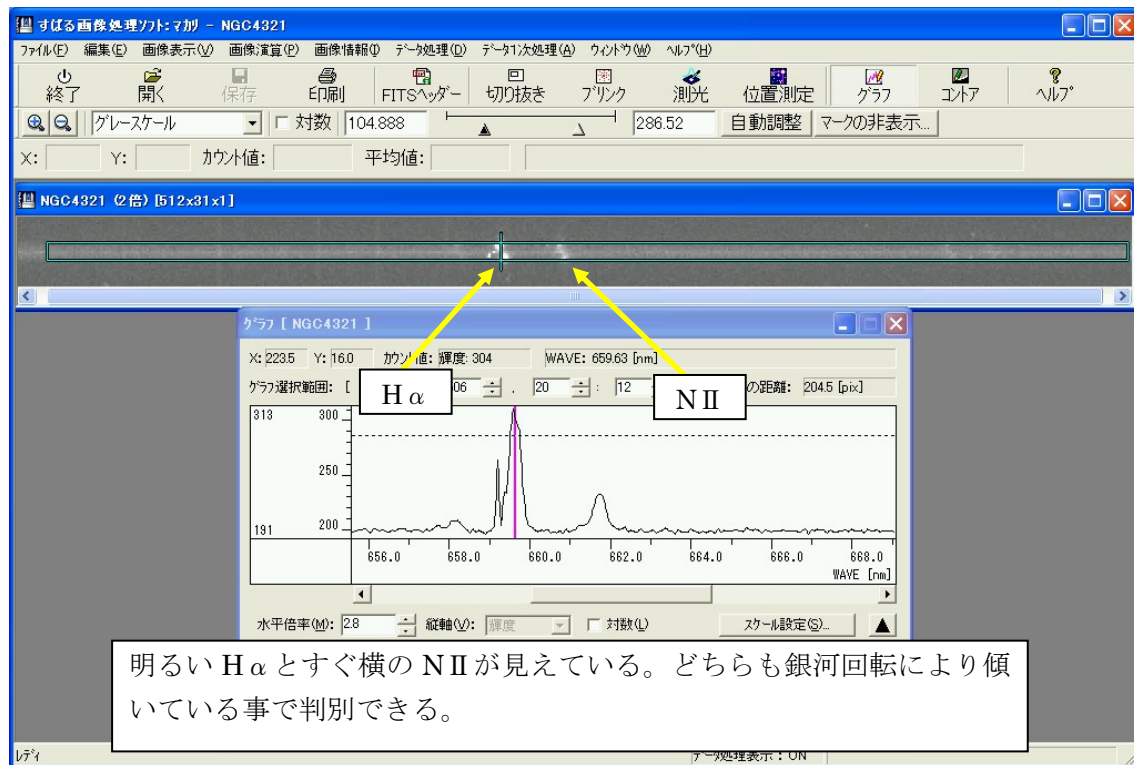 すばる画像処理ソフト:マカリ - NGC4321
ファイル(F) 編集(E) 画像表示(V) 画像演算(P) 画像情報(I) データ処理(D) データ1次処理(A) ウィンドウ(W) ヘルプ(H)
終了 開く 保存 印刷 FITSヘッダー 切り抜き ブリンク 測光 位置測定 グラフ コントア ヘルプ
グレースケール 対数 104.888 286.52 自動調整 マークの非表示...
X: Y: カウント値: 平均値:
NGC4321 (2倍) [512x31x1]
グラフ [ NGC4321 ]
X: 223.5 Y: 16.0 カウント値: 輝度: 304 WAVE: 659.63 [nm]
グラフ選択範囲: [ 06 , 20 : 12 の距離: 204.5 [pix]
Hα
NⅡ
313 300
250
191 200
656.0 658.0 660.0 662.0 664.0 666.0 668.0
WAVE [nm]
水平倍率(M): 2.8 縦軸(V): 輝度 対数(L) スケール設定(S)...
明るいHαとすぐ横のNⅡが見えている。どちらも銀河回転により傾
いている事で判別できる。
レディ データ処理表示:ON